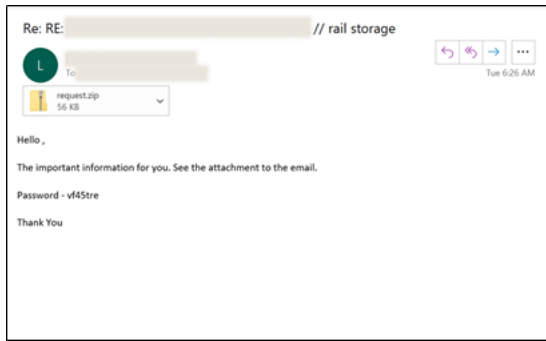 Re: RE: // rail storage
L
To
Tue 6:26 AM
request.zip
56 KB
Hello ,
The important information for you. See the attachment to the email.
Password - vf45tre
Thank You